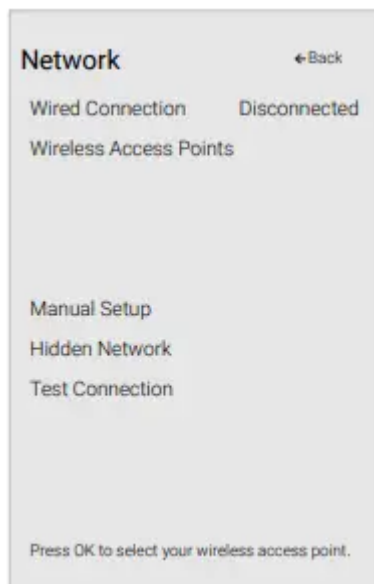 Network ←Back
Wired Connection Disconnected
Wireless Access Points
Manual Setup
Hidden Network
Test Connection
Press OK to select your wireless access point.